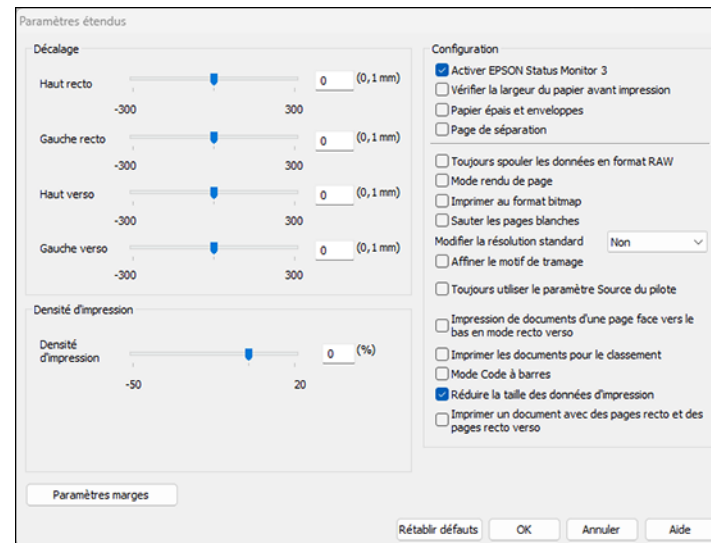 Paramètres étendus
Décalage
Haut recto
0
(0,1 mm)
-300
300
Gauche recto
0
(0,1 mm)
-300
300
Haut verso
0
(0,1 mm)
-300
300
Gauche verso
0
(0,1 mm)
-300
300
Densité d'impression
Densité
d'impression
0
(%)
-50
20
Paramètres marges
Configuration
Activer EPSON Status Monitor 3
Vérifier la largeur du papier avant impression
Papier épais et enveloppes
Page de séparation
Toujours spouler les données en format RAW
Mode rendu de page
Imprimer au format bitmap
Sauter les pages blanches
Modifier la résolution standard
Non
Affiner le motif de tramage
Toujours utiliser le paramètre Source du pilote
Impression de documents d'une page face vers le
bas en mode recto verso
Imprimer les documents pour le classement
Mode Code à barres
Réduire la taille des données d'impression
Imprimer un document avec des pages recto et des
pages recto verso
Rétablir défauts
OK
Annuler
Aide